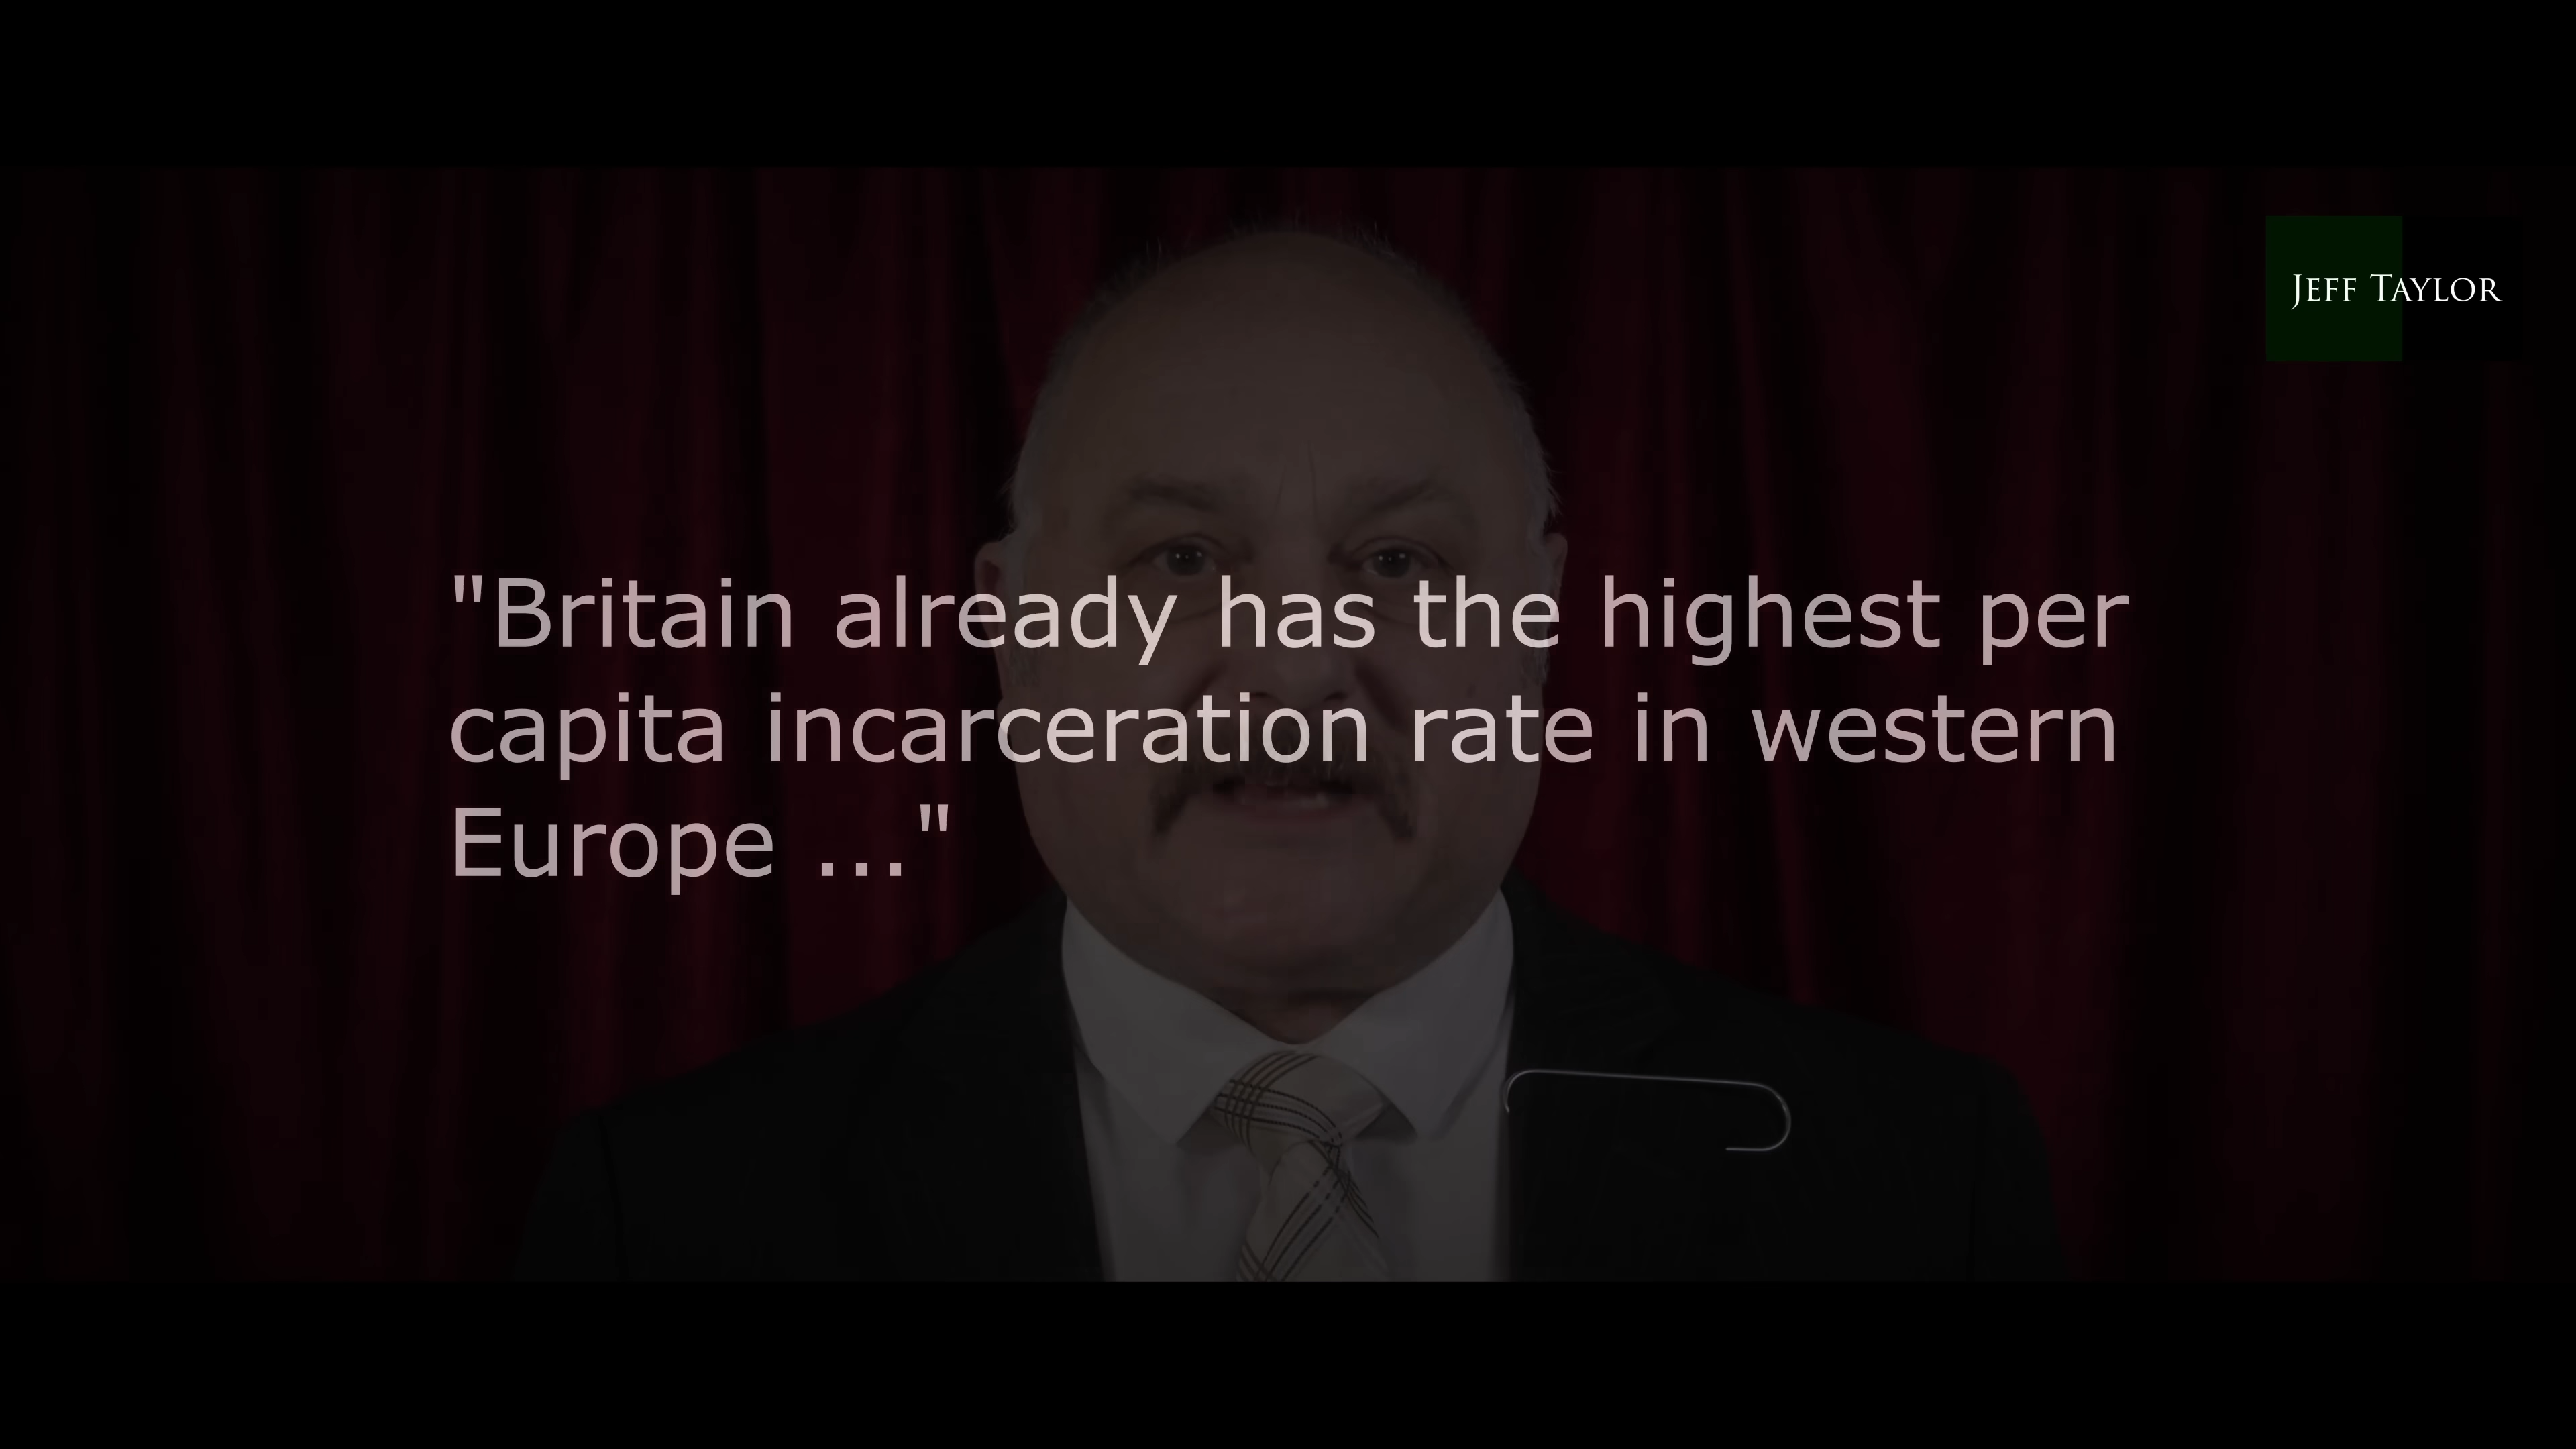 JEFF TAYLOR
"Britain already has the highest per
capita incarceration rate in western
Europe ..."